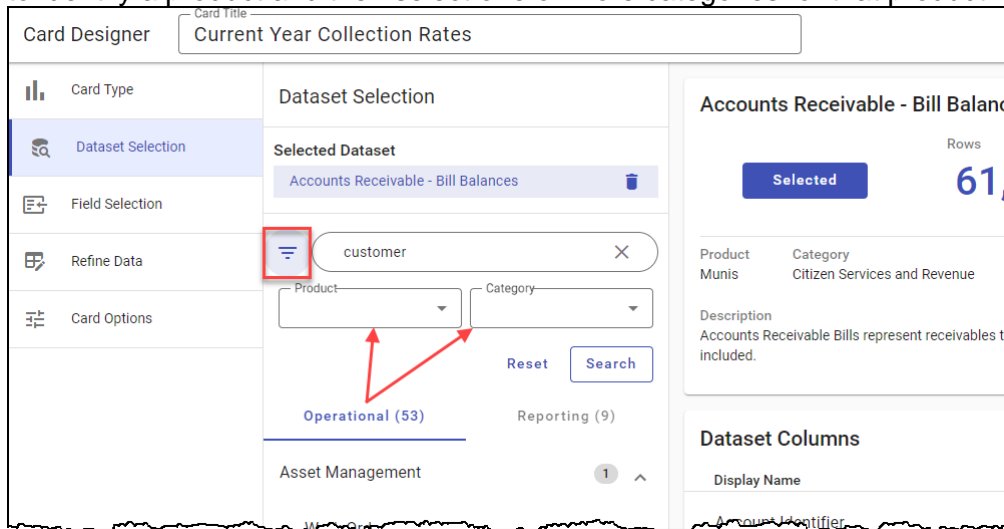 Card Designer
Card Title
Current Year Collection Rates
Card Type
Dataset Selection
Field Selection
Refine Data
Card Options
Dataset Selection
Selected Dataset
Accounts Receivable - Bill Balances
customer
Product
Category
Reset
Search
Operational (53)
Reporting (9)
Asset Management
1
Accounts Receivable - Bill Balanc
Rows
Selected
61,
Product
Category
Munis
Citizen Services and Revenue
Description
Accounts Receivable Bills represent receivables t
included.
Dataset Columns
Display Name
Account Identifier